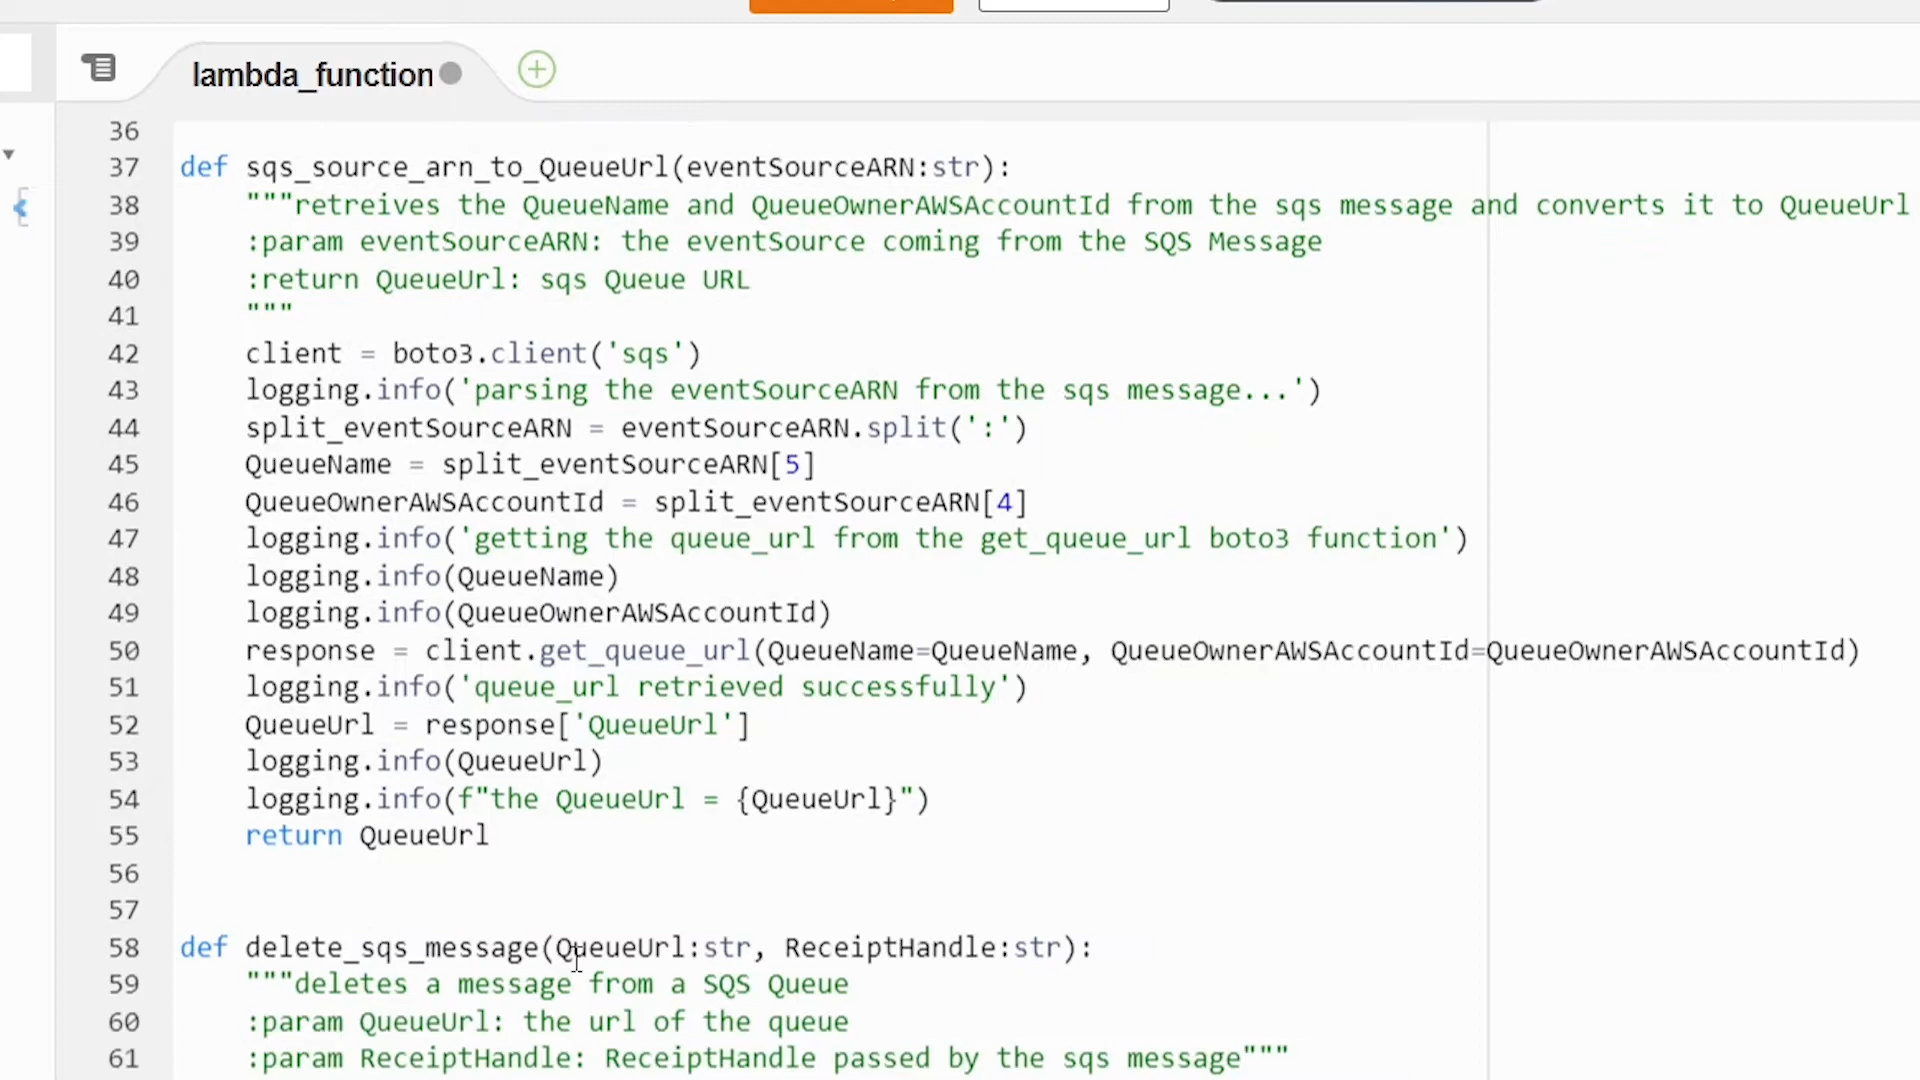 lambda_function
36
37 def sqs_source_arn_to_QueueUrl(eventSourceARN:str):
38 """retreives the QueueName and QueueOwnerAWSAccountId from the sqs message and converts it to QueueUrl
39 :param eventSourceARN: the eventSource coming from the SQS Message
40 :return QueueUrl: sqs Queue URL
41 """
42 client = boto3.client('sqs')
43 logging.info('parsing the eventSourceARN from the sqs message...')
44 split_eventSourceARN = eventSourceARN.split(':')
45 QueueName = split_eventSourceARN[5]
46 QueueOwnerAWSAccountId = split_eventSourceARN[4]
47 logging.info('getting the queue_url from the get_queue_url boto3 function')
48 logging.info(QueueName)
49 logging.info(QueueOwnerAWSAccountId)
50 response = client.get_queue_url(QueueName=QueueName, QueueOwnerAWSAccountId=QueueOwnerAWSAccountId)
51 logging.info('queue_url retrieved successfully')
52 QueueUrl = response['QueueUrl']
53 logging.info(QueueUrl)
54 logging.info(f"the QueueUrl = {QueueUrl}")
55 return QueueUrl
56
57
58 def delete_sqs_message(QueueUrl:str, ReceiptHandle:str):
59 """deletes a message from a SQS Queue
60 :param QueueUrl: the url of the queue
61 :param ReceiptHandle: ReceiptHandle passed by the sqs message"""